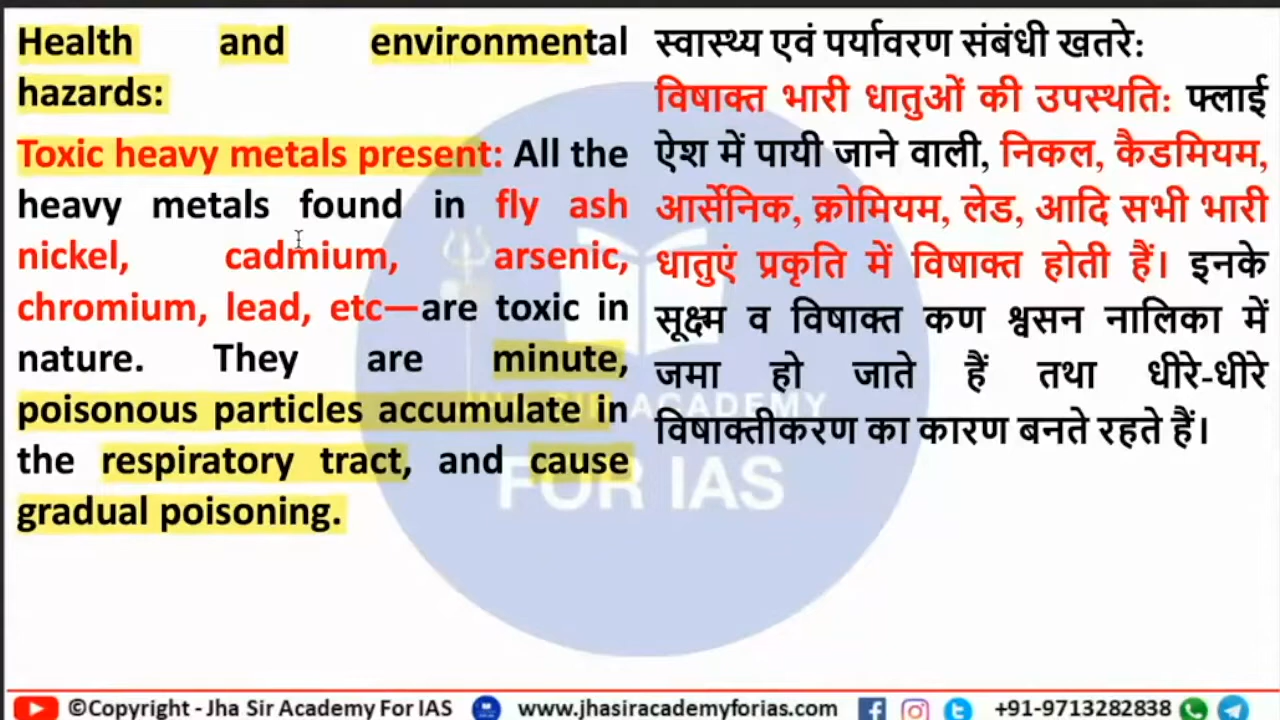 Health and environmental
hazards:
Toxic heavy metals present: All the
heavy metals found in fly ash
nickel, cadmium, arsenic,
chromium, lead, etc—are toxic in
nature. They are minute,
poisonous particles accumulate in
the respiratory tract, and cause
gradual poisoning.
स्वास्थ्य एवं पर्यावरण संबंधी खतरे:
विषाक्त भारी धातुओं की उपस्थति: फ्लाई
ऐश में पायी जाने वाली, निकल, कैडमियम,
आर्सेनिक, क्रोमियम, लेड, आदि सभी भारी
धातुएं प्रकृति में विषाक्त होती हैं। इनके
सूक्ष्म व विषाक्त कण श्वसन नालिका में
जमा हो जाते हैं तथा धीरे-धीरे
विषाक्तीकरण का कारण बनते रहते हैं।
SIR ACADEMY
FOR IAS
©Copyright - Jha Sir Academy For IAS www.jhasiracademyforias.com +91-9713282838